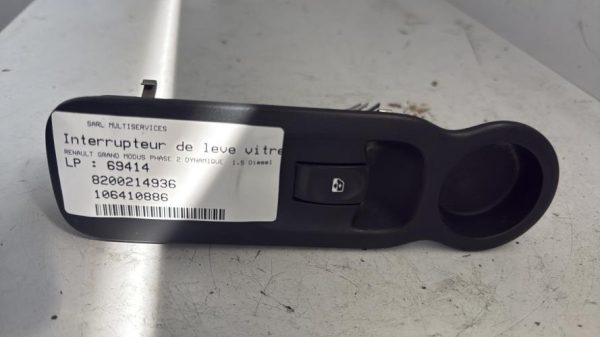 SARL MULTISERVICES
Interrupteur de leve vitre
RENAULT GRAND MODUS PHASE 2 DYNAMIQUE 1.5 Diesel
LP : 69414
8200214936
106410886